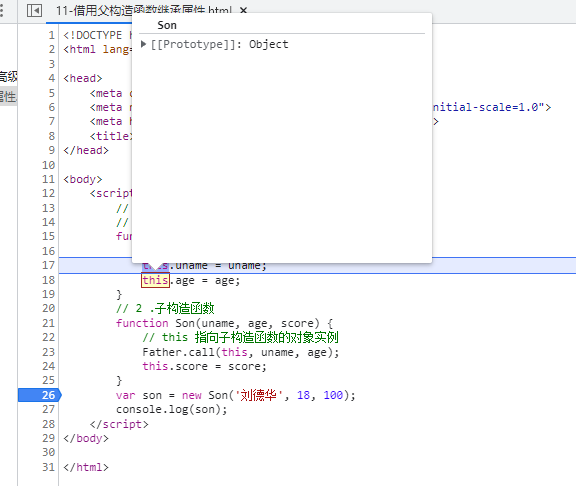 11-借用父构造函数继承属性.html ×
高级
属性.
Son
[[Prototype]]: Object
1 <!DOCTYPE h
2 <html lang=
3
4 <head>
5 <meta c
6 <meta n nitial-scale=1.0">
7 <meta h >
8 <title>
9 </head>
10
11 <body>
12 <script
13 //
14 //
15 fun
16
17 this.uname = uname;
18 this.age = age;
19 }
20 // 2 .子构造函数
21 function Son(uname, age, score) {
22 // this 指向子构造函数的对象实例
23 Father.call(this, uname, age);
24 this.score = score;
25 }
26 var son = new Son('刘德华', 18, 100);
27 console.log(son);
28 </script>
29 </body>
30
31 </html>